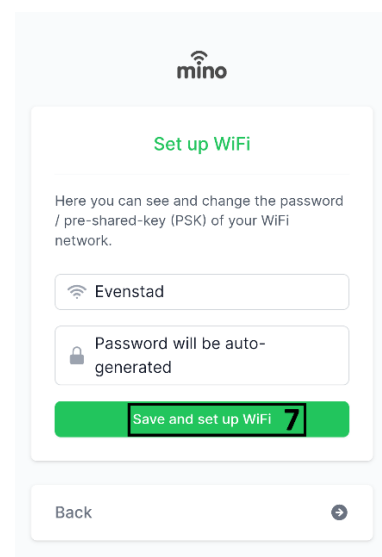 mino
Set up WiFi
Here you can see and change the password
/ pre-shared-key (PSK) of your WiFi
network.
Evenstad
Password will be auto-
generated
Save and set up WiFi 7
Back